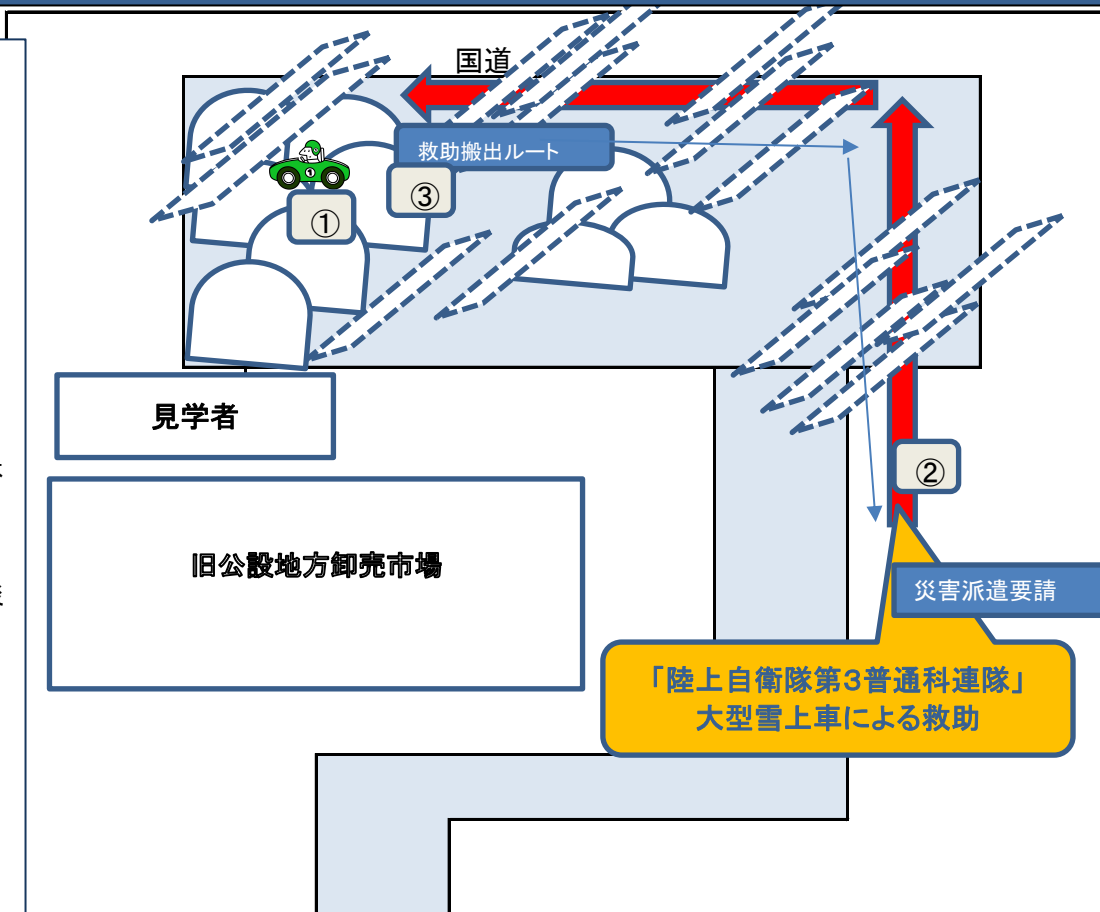 国道
救助搬出ルート
③
①
見学者
②
旧公設地方卸売市場
災害派遣要請
「陸上自衛隊第3普通科連隊」
大型雪上車による救助